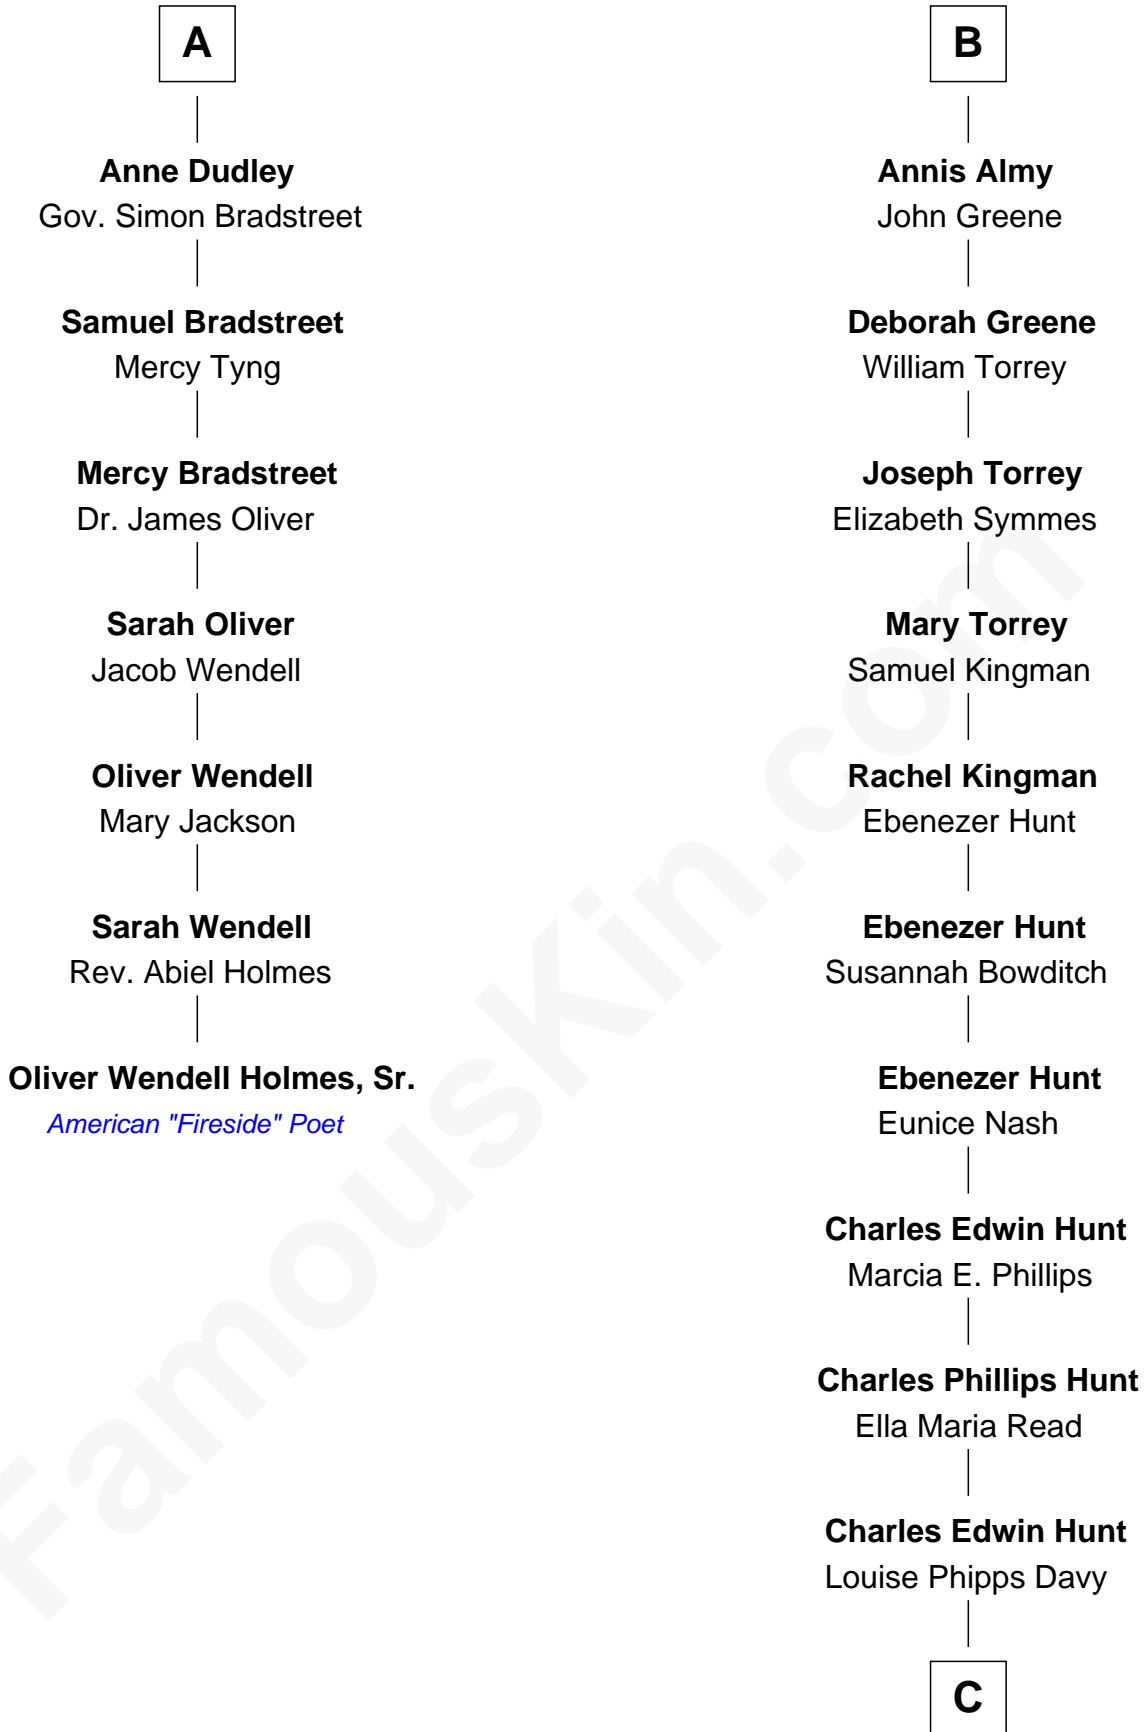 A
Anne Dudley
Gov. Simon Bradstreet
Samuel Bradstreet
Mercy Tyng
Mercy Bradstreet
Dr. James Oliver
Sarah Oliver
Jacob Wendell
Oliver Wendell
Mary Jackson
Sarah Wendell
Rev. Abiel Holmes
Oliver Wendell Holmes, Sr.
American "Fireside" Poet
B
Annis Almy
John Greene
Deborah Greene
William Torrey
Joseph Torrey
Elizabeth Symmes
Mary Torrey
Samuel Kingman
Rachel Kingman
Ebenezer Hunt
Ebenezer Hunt
Susannah Bowditch
Ebenezer Hunt
Eunice Nash
Charles Edwin Hunt
Marcia E. Phillips
Charles Phillips Hunt
Ella Maria Read
Charles Edwin Hunt
Louise Phipps Davy
C
FamousKin.com